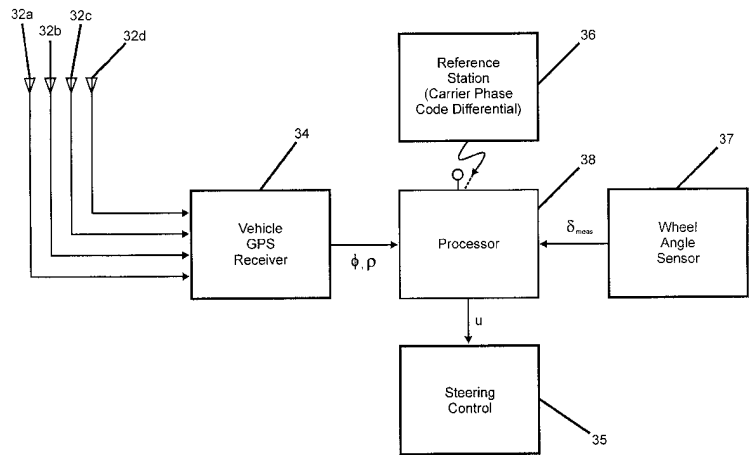 32a
32b
32c
32d
36
Reference
Station
(Carrier Phase
Code Differential)
34
38
37
Vehicle
GPS
Receiver
ϕ, ρ
Processor
δmeas
Wheel
Angle
Sensor
u
Steering
Control
35